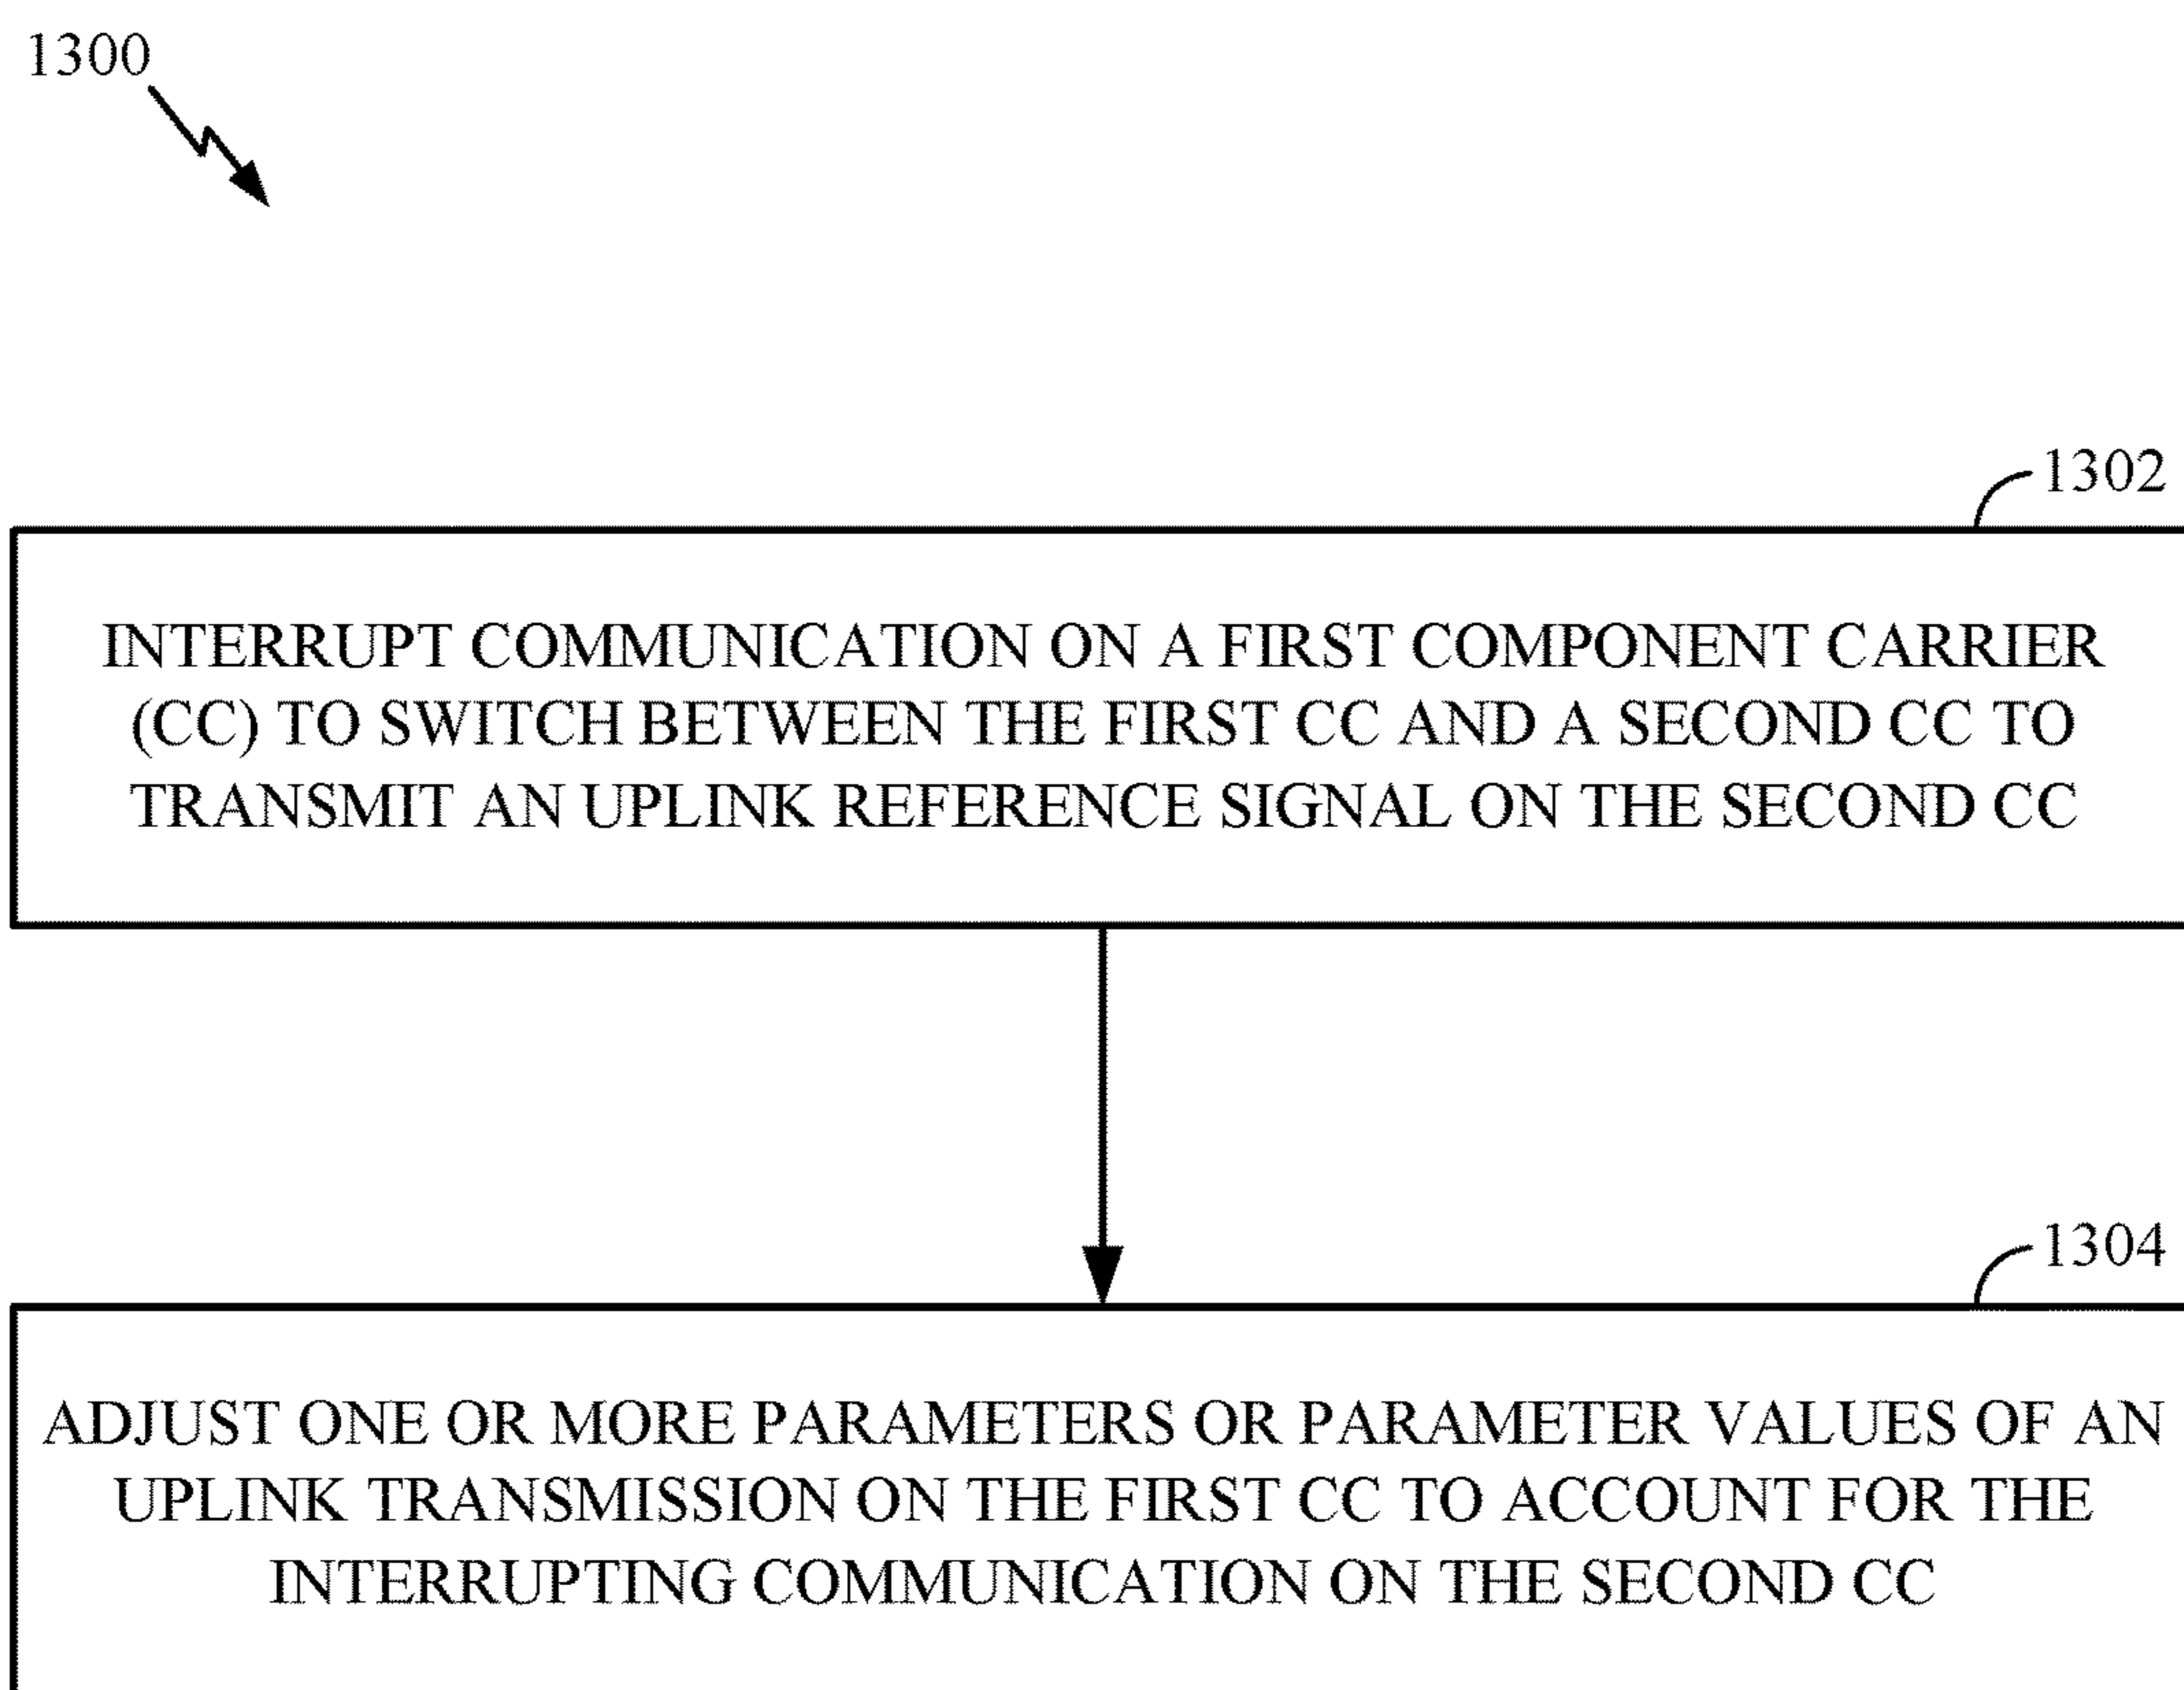 1300
1302
INTERRUPT COMMUNICATION ON A FIRST COMPONENT CARRIER
(CC) TO SWITCH BETWEEN THE FIRST CC AND A SECOND CC TO
TRANSMIT AN UPLINK REFERENCE SIGNAL ON THE SECOND CC
1304
ADJUST ONE OR MORE PARAMETERS OR PARAMETER VALUES OF AN
UPLINK TRANSMISSION ON THE FIRST CC TO ACCOUNT FOR THE
INTERRUPTING COMMUNICATION ON THE SECOND CC